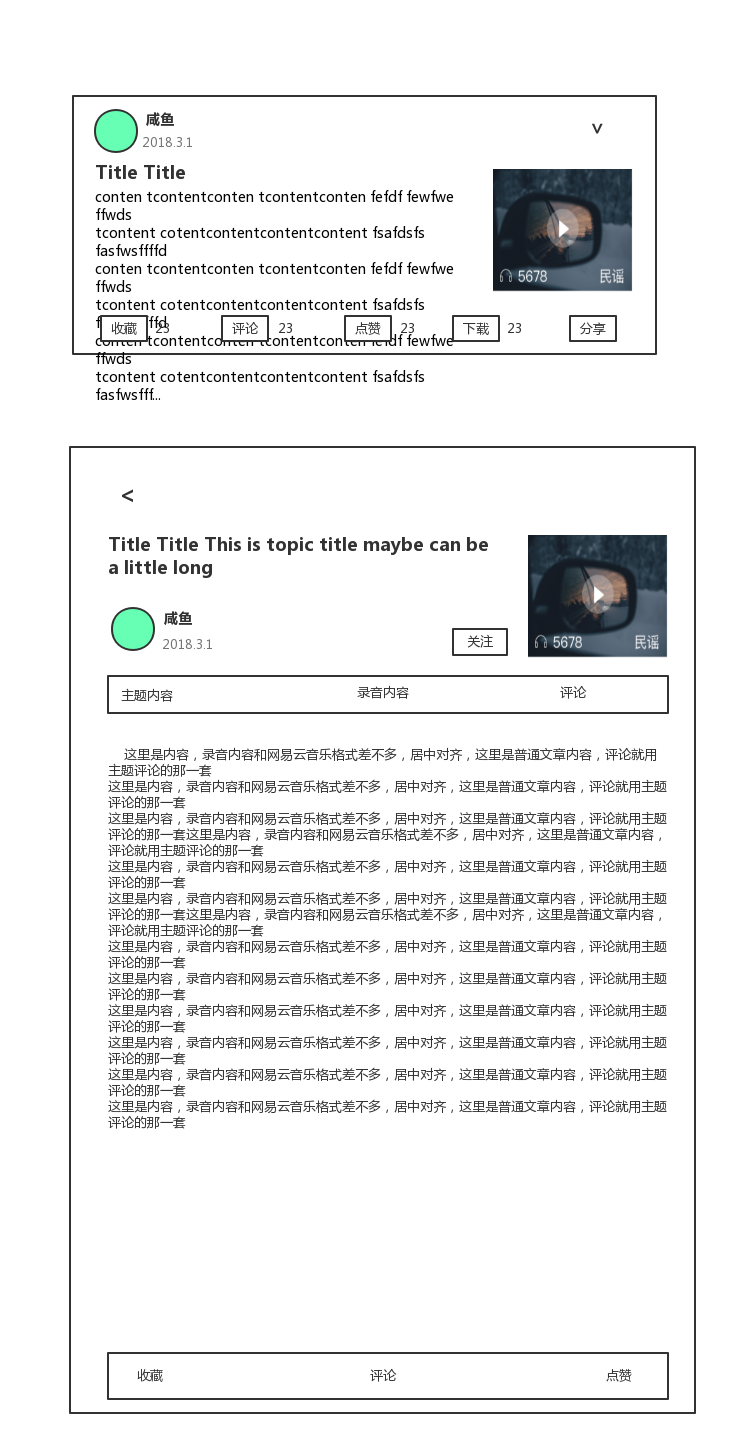 咸鱼
2018.3.1
v
Title Title
conten tcontentconten tcontentconten fefdf fewfwe
ffwds
tcontent cotentcontentcontentcontent fsafdsfs
fasfwsffffd
conten tcontentconten tcontentconten fefdf fewfwe
ffwds
tcontent cotentcontentcontentcontent fsafdsfs
conten tcontentconten tcontentconten fefdf fewfwe
ffwds
tcontent cotentcontentcontentcontent fsafdsfs
fasfwsfff...
5678 民谣
收藏 23 评论 23 点赞 23 下载 23 分享
<
Title Title This is topic title maybe can be
a little long
咸鱼
2018.3.1
关注
5678 民谣
主题内容 录音内容 评论
这里是内容，录音内容和网易云音乐格式差不多，居中对齐，这里是普通文章内容，评论就用
主题评论的那一套
这里是内容，录音内容和网易云音乐格式差不多，居中对齐，这里是普通文章内容，评论就用主题
评论的那一套
这里是内容，录音内容和网易云音乐格式差不多，居中对齐，这里是普通文章内容，评论就用主题
评论的那一套这里是内容，录音内容和网易云音乐格式差不多，居中对齐，这里是普通文章内容，
评论就用主题评论的那一套
这里是内容，录音内容和网易云音乐格式差不多，居中对齐，这里是普通文章内容，评论就用主题
评论的那一套
这里是内容，录音内容和网易云音乐格式差不多，居中对齐，这里是普通文章内容，评论就用主题
评论的那一套这里是内容，录音内容和网易云音乐格式差不多，居中对齐，这里是普通文章内容，
评论就用主题评论的那一套
这里是内容，录音内容和网易云音乐格式差不多，居中对齐，这里是普通文章内容，评论就用主题
评论的那一套
这里是内容，录音内容和网易云音乐格式差不多，居中对齐，这里是普通文章内容，评论就用主题
评论的那一套
这里是内容，录音内容和网易云音乐格式差不多，居中对齐，这里是普通文章内容，评论就用主题
评论的那一套
这里是内容，录音内容和网易云音乐格式差不多，居中对齐，这里是普通文章内容，评论就用主题
评论的那一套
这里是内容，录音内容和网易云音乐格式差不多，居中对齐，这里是普通文章内容，评论就用主题
评论的那一套
这里是内容，录音内容和网易云音乐格式差不多，居中对齐，这里是普通文章内容，评论就用主题
评论的那一套
收藏 评论 点赞